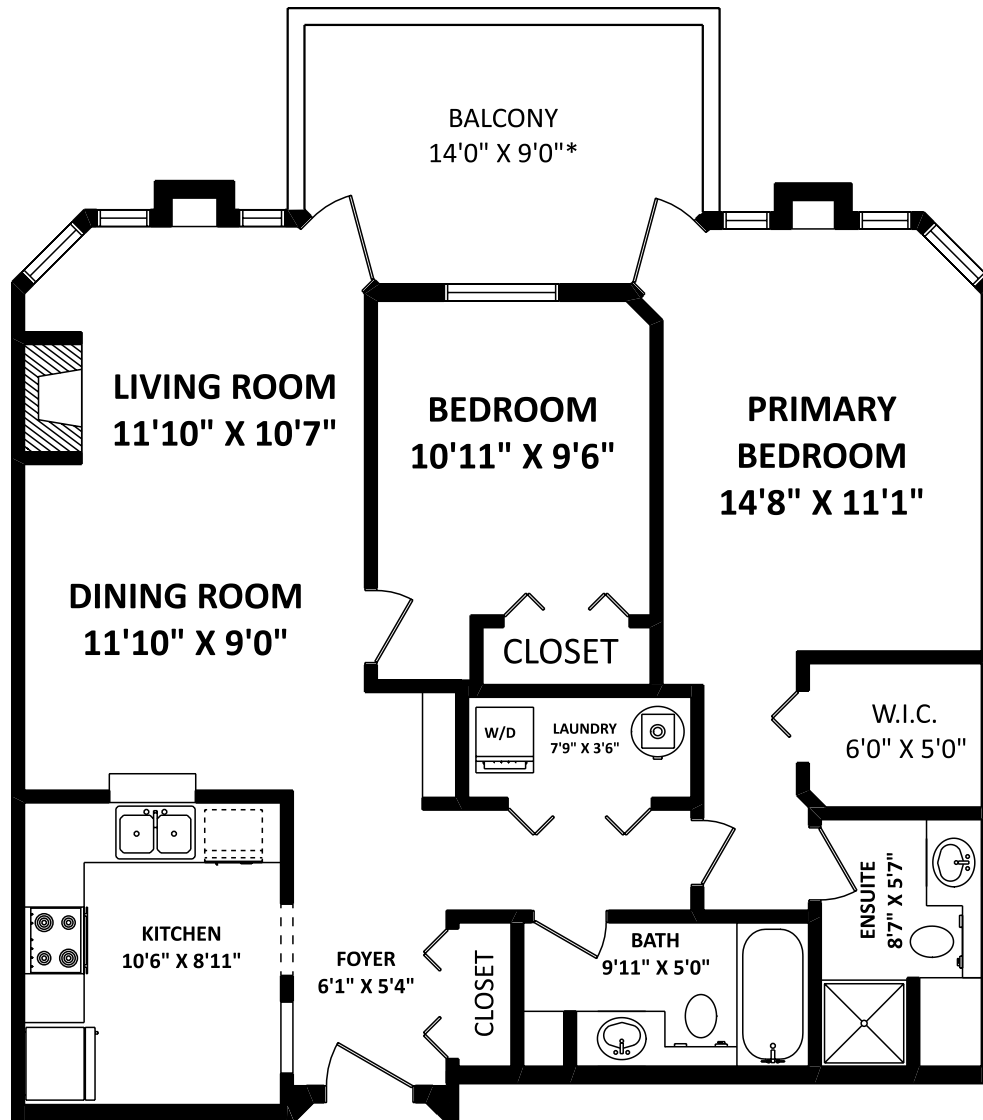 BALCONY
14'0" X 9'0"*
LIVING ROOM
11'10" X 10'7"
BEDROOM
10'11" X 9'6"
PRIMARY
BEDROOM
14'8" X 11'1"
DINING ROOM
11'10" X 9'0"
CLOSET
W/D
LAUNDRY
7'9" X 3'6"
W.I.C.
6'0" X 5'0"
KITCHEN
10'6" X 8'11"
FOYER
6'1" X 5'4"
CLOSET
BATH
9'11" X 5'0"
ENSUITE
8'7" X 5'7"